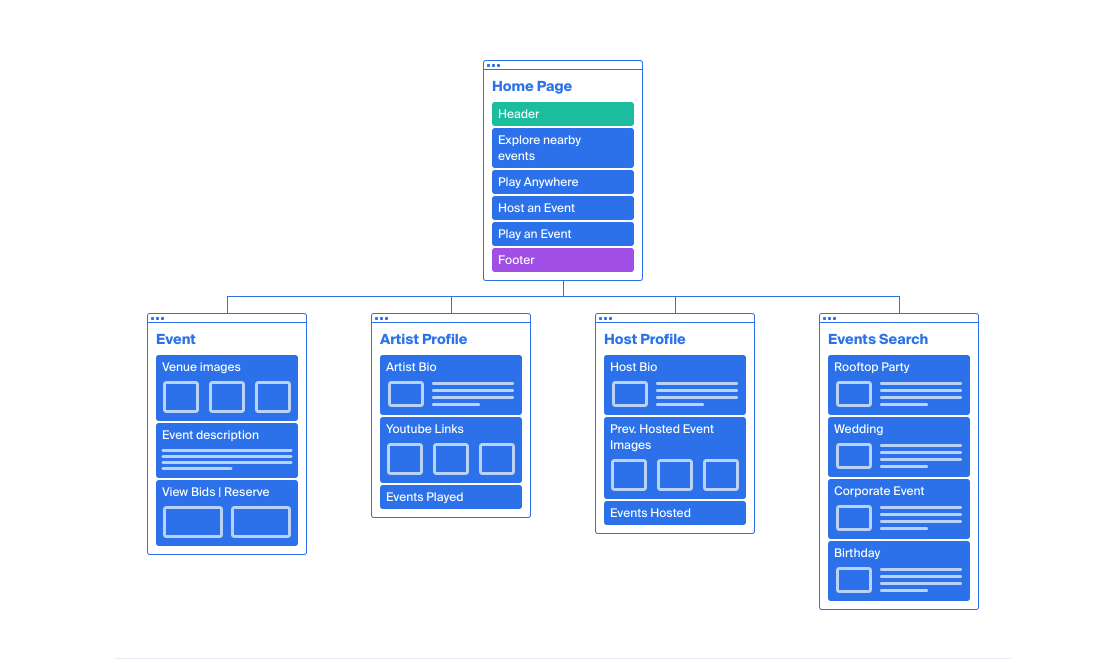 Home Page
Header
Explore nearby
events
Play Anywhere
Host an Event
Play an Event
Footer
Event
Venue images
Event description
View Bids | Reserve
Artist Profile
Artist Bio
Youtube Links
Events Played
Host Profile
Host Bio
Prev. Hosted Event
Images
Events Hosted
Events Search
Rooftop Party
Wedding
Corporate Event
Birthday